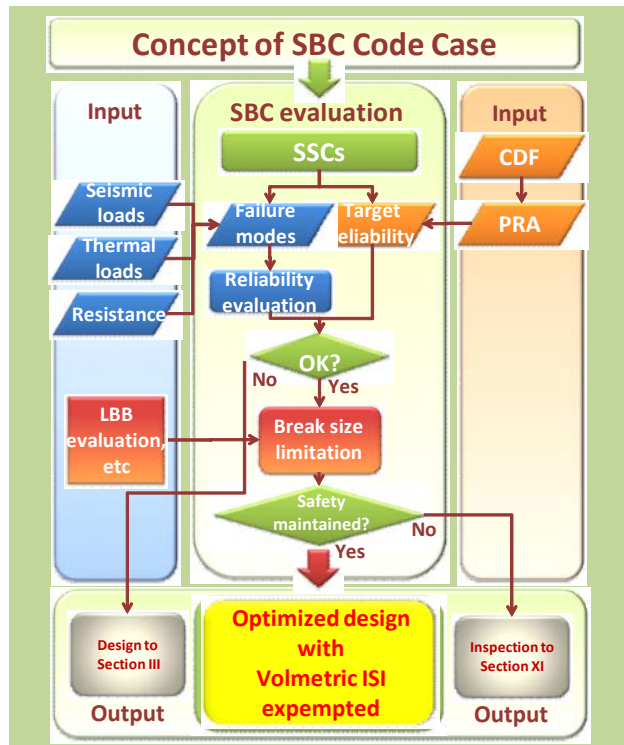 Concept of SBC Code Case
Input
SBC evaluation
Input
SSCs
CDF
Seismic
loads
Failure
modes
Target
reliability
PRA
Thermal
loads
Reliability
evaluation
Resistance
OK?
No
Yes
LBB
evaluation,
etc
Break size
limitation
Safety
maintained?
No
Yes
Design to
Section III
Optimized design
with
Volmetric ISI
expempted
Inspection to
Section XI
Output
Output